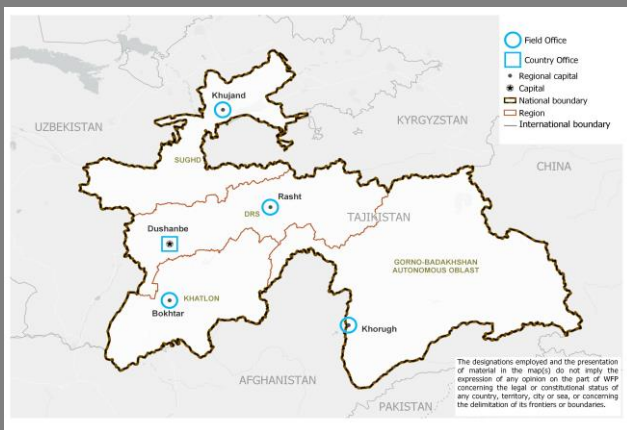 Field Office
Country Office
Regional capital
Capital
National boundary
Region
International boundary
Khujand
UZBEKISTAN
KYRGYZSTAN
CHINA
SUGHD
Rasht
DRS
TAJIKISTAN
Dushanbe
GORNO-BADAKHSHAN
AUTONOMOUS OBLAST
KHATLON
Bokhtar
Khorugh
AFGHANISTAN
PAKISTAN
The designations employed and the presentation
of material in the map(s) do not imply the
expression of any opinion on the part of WFP
concerning the legal or constitutional status of
any country, territory, city or sea, or concerning
the delimitation of its frontiers or boundaries.